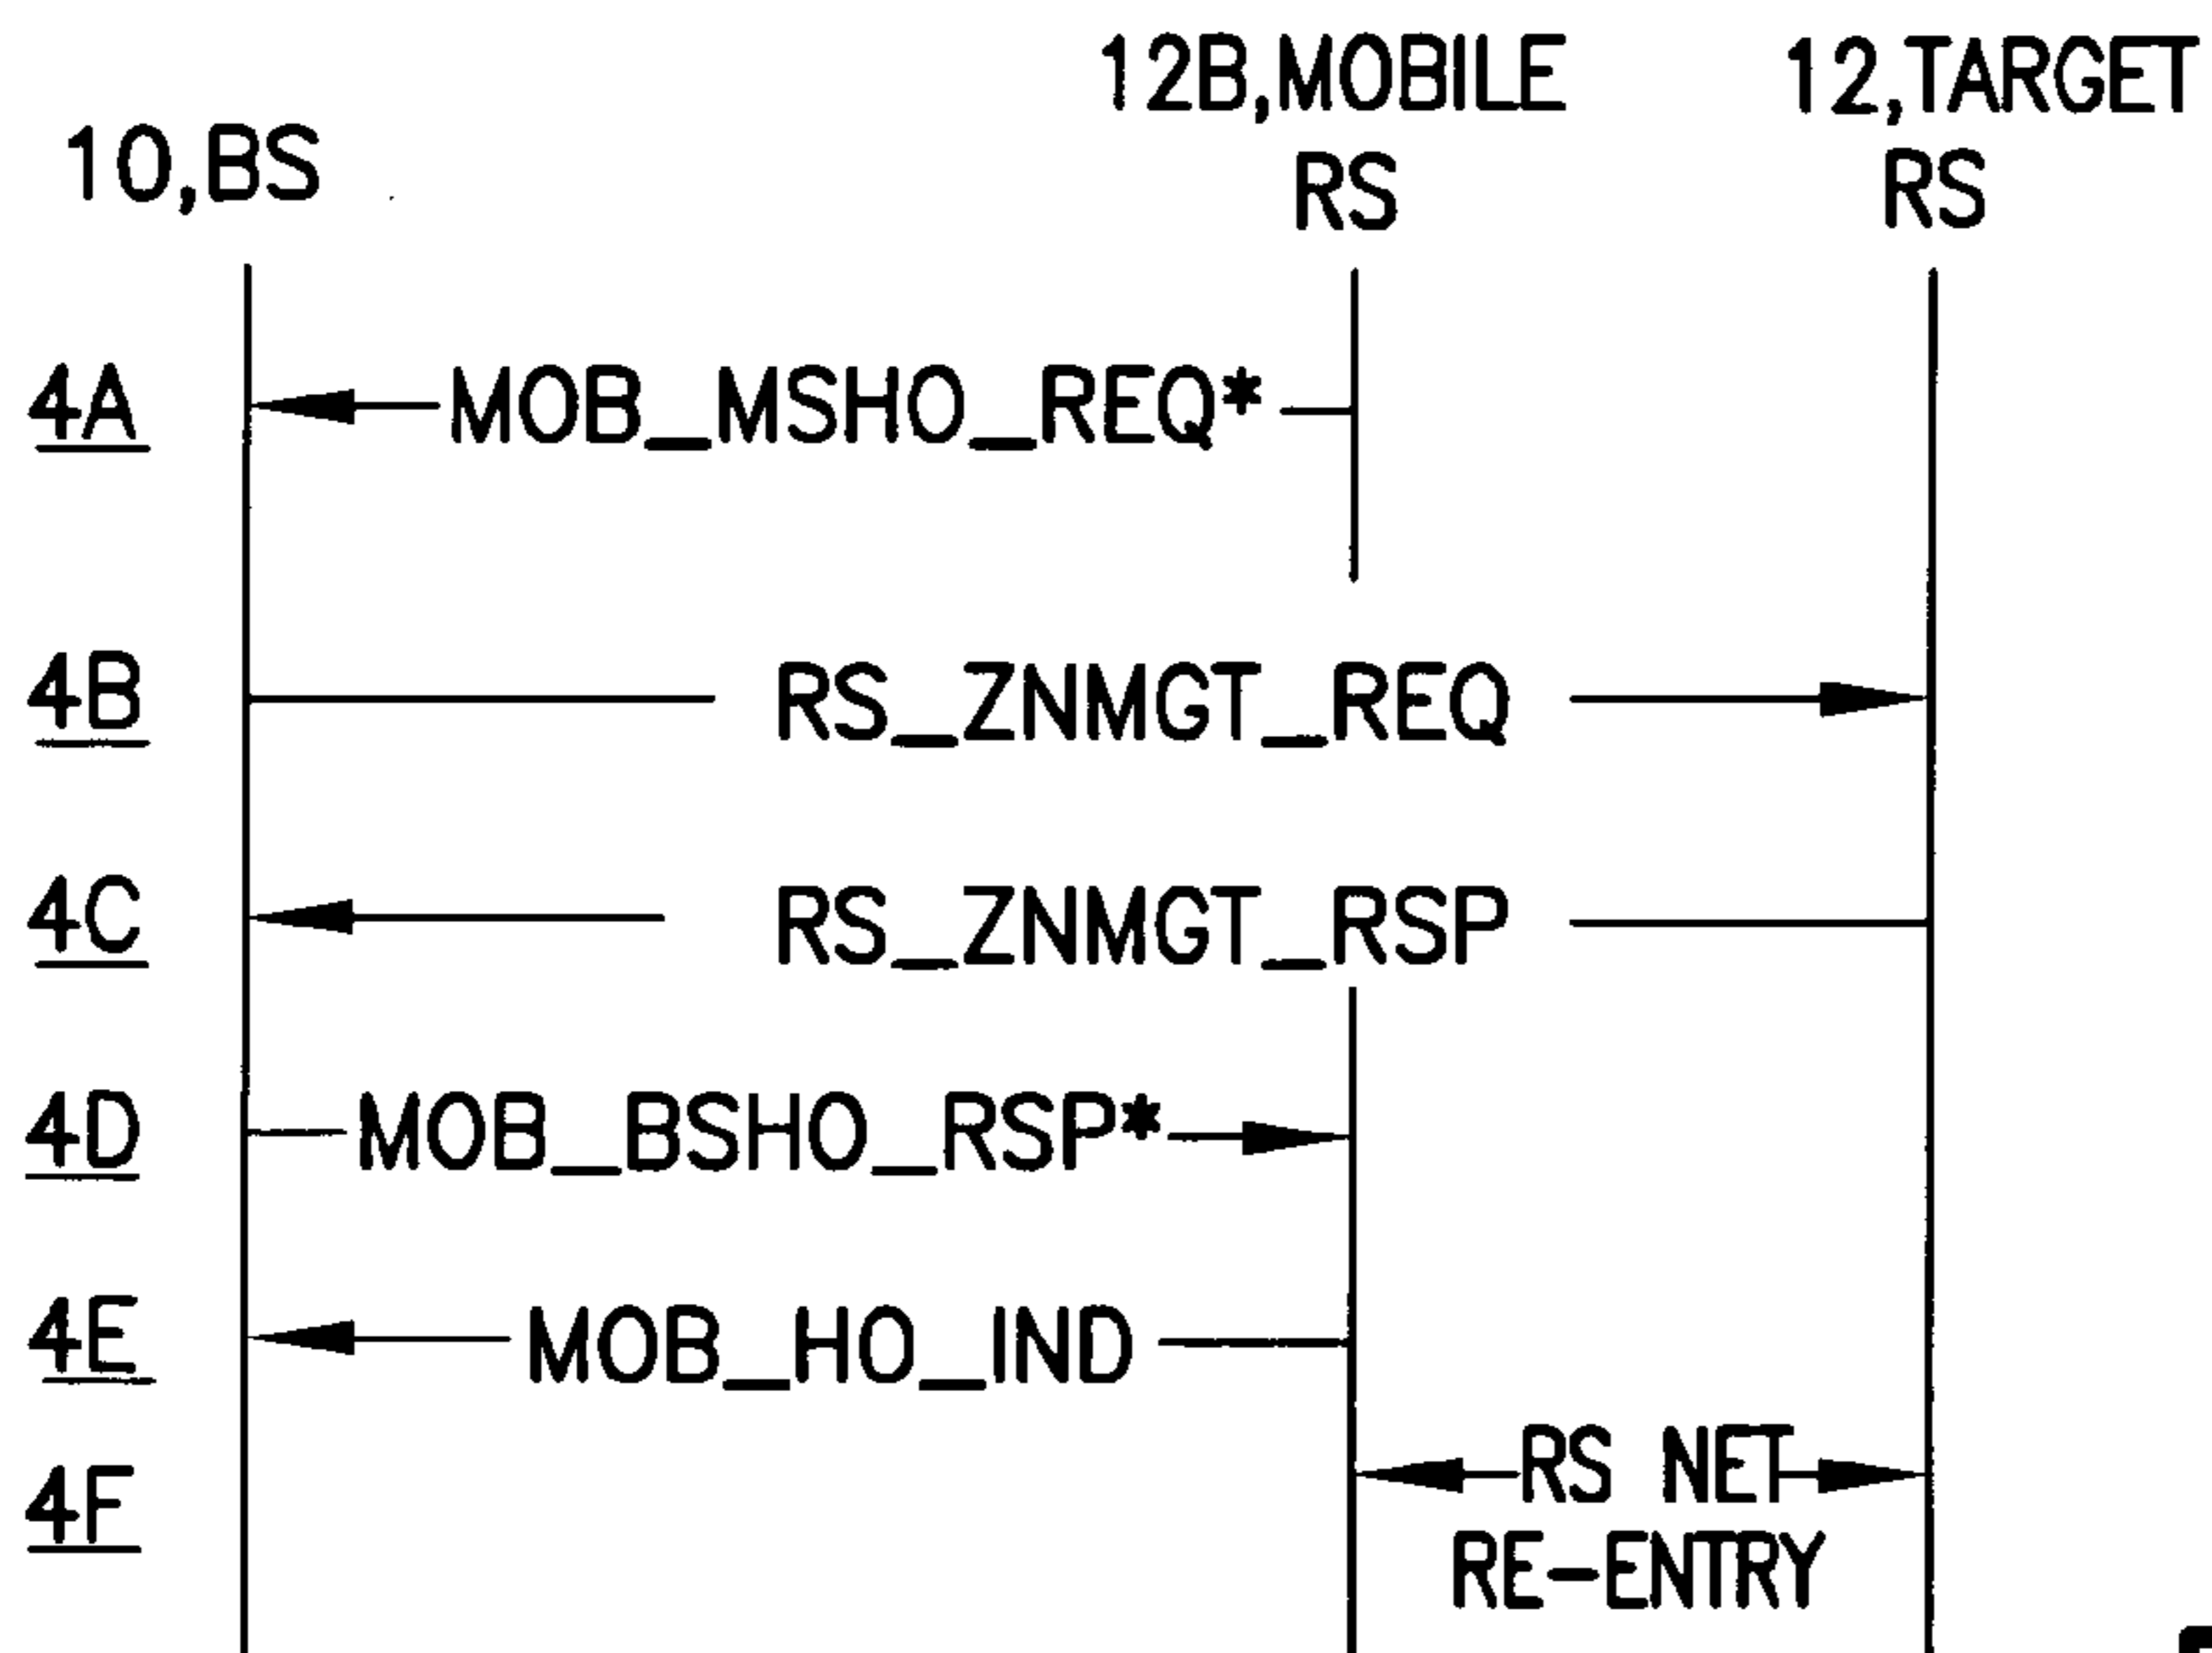 10,BS
12B,MOBILE
RS
12,TARGET
RS
4A
MOB_MSHO_REQ*
4B
RS_ZNMGT_REQ
4C
RS_ZNMGT_RSP
4D
MOB_BSHO_RSP*
4E
MOB_HO_IND
4F
RS NET
RE-ENTRY